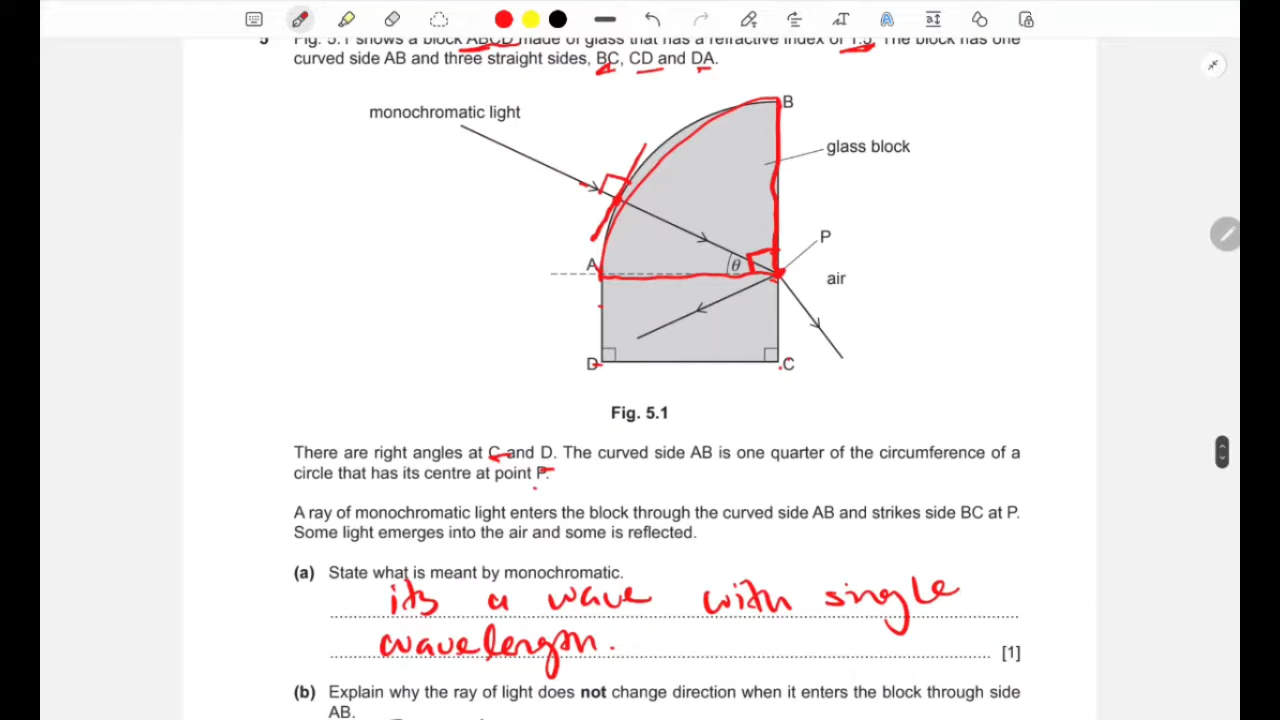 5 Fig. 5.1 shows a block ABCD made of glass that has a refractive index of 1.5. The block has one
curved side AB and three straight sides, BC, CD and DA.
monochromatic light
B
glass block
P
A
θ
air
D
C
Fig. 5.1
There are right angles at C and D. The curved side AB is one quarter of the circumference of a
circle that has its centre at point P.
A ray of monochromatic light enters the block through the curved side AB and strikes side BC at P.
Some light emerges into the air and some is reflected.
(a) State what is meant by monochromatic.
its a wave with single
wavelength.
[1]
(b) Explain why the ray of light does not change direction when it enters the block through side
AB.